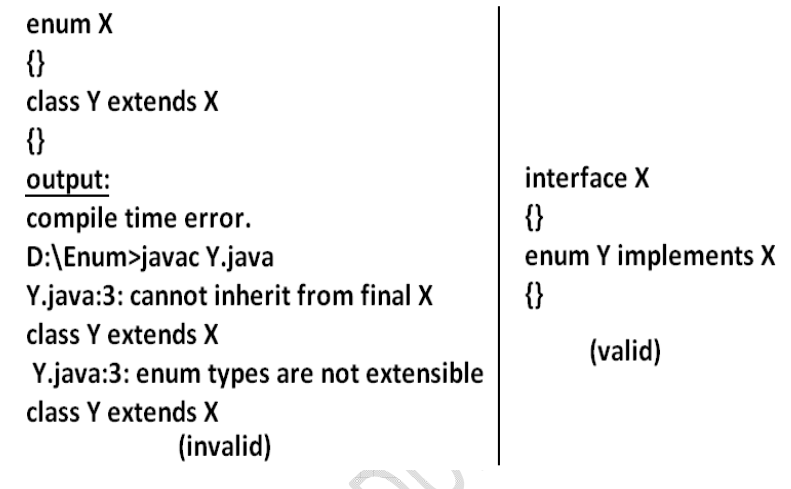 enum X
{}
class Y extends X
{}
output:
compile time error.
D:\Enum>javac Y.java
Y.java:3: cannot inherit from final X
class Y extends X
Y.java:3: enum types are not extensible
class Y extends X
(invalid)
interface X
{}
enum Y implements X
{}
(valid)